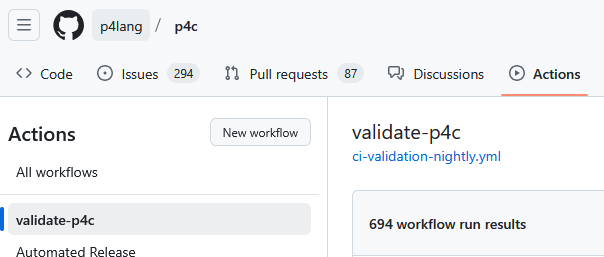 p4lang / p4c
Code Issues 294 Pull requests 87 Discussions Actions
Actions
New workflow
All workflows
validate-p4c
Automated Release
validate-p4c
ci-validation-nightly.yml
694 workflow run results